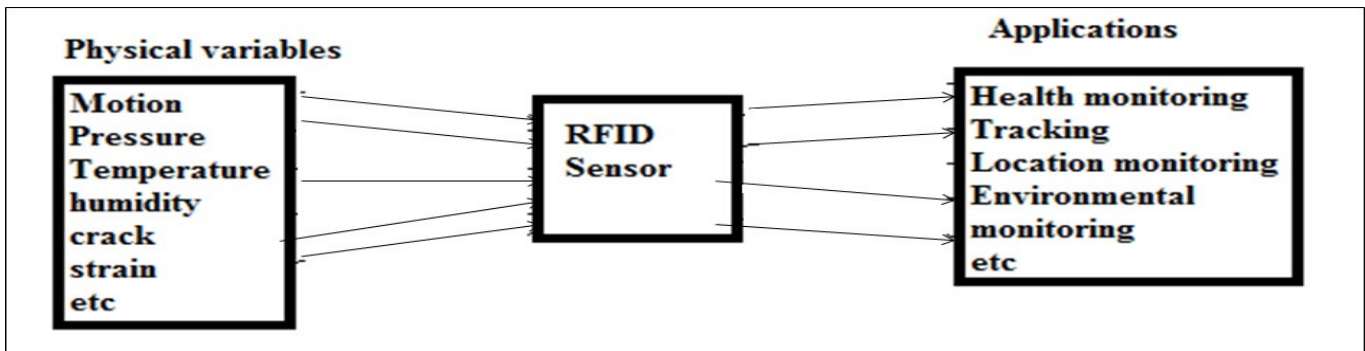 Physical variables
Motion
Pressure
Temperature
humidity
crack
strain
etc
RFID
Sensor
Applications
Health monitoring
Tracking
Location monitoring
Environmental
monitoring
etc